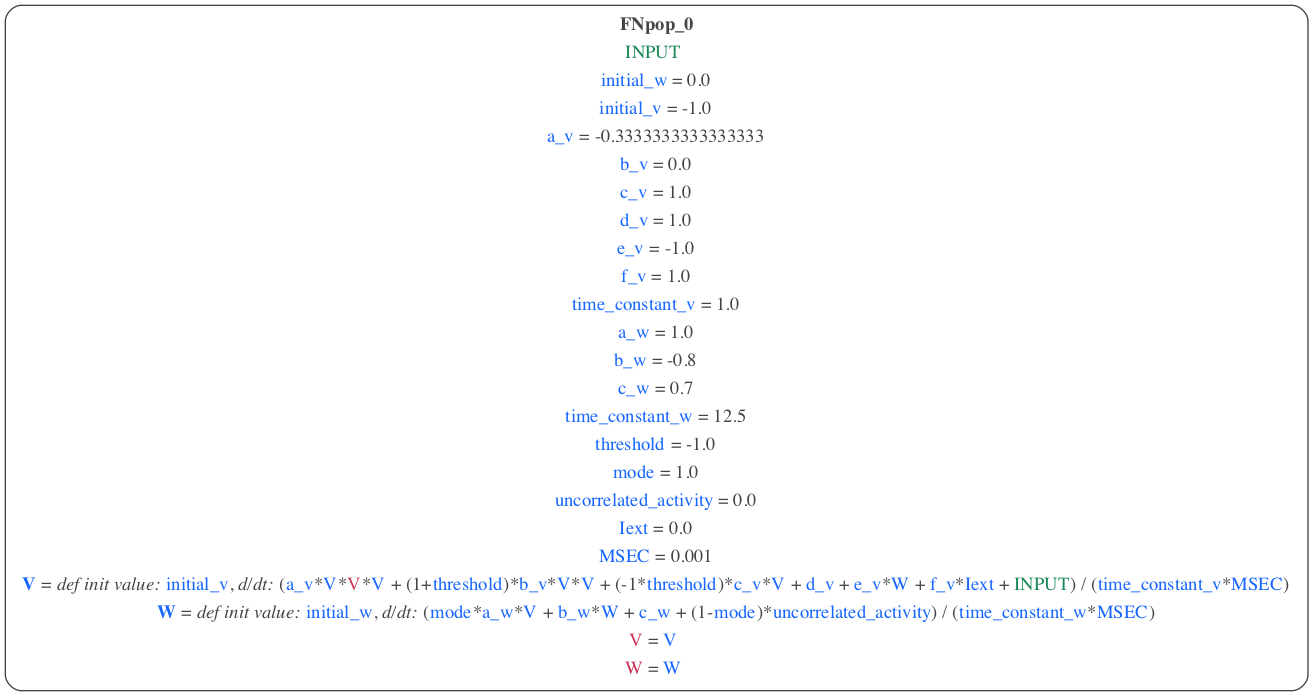 FNpop_0
INPUT
initial_w = 0.0
initial_v = -1.0
a_v = -0.3333333333333333
b_v = 0.0
c_v = 1.0
d_v = 1.0
e_v = -1.0
f_v = 1.0
time_constant_v = 1.0
a_w = 1.0
b_w = -0.8
c_w = 0.7
time_constant_w = 12.5
threshold = -1.0
mode = 1.0
uncorrelated_activity = 0.0
Iext = 0.0
MSEC = 0.001
V = def init value: initial_v, d/dt: (a_v*V*V*V + (1+threshold)*b_v*V*V + (-1*threshold)*c_v*V + d_v + e_v*W + f_v*Iext + INPUT) / (time_constant_v*MSEC)
W = def init value: initial_w, d/dt: (mode*a_w*V + b_w*W + c_w + (1-mode)*uncorrelated_activity) / (time_constant_w*MSEC)
V = V
W = W